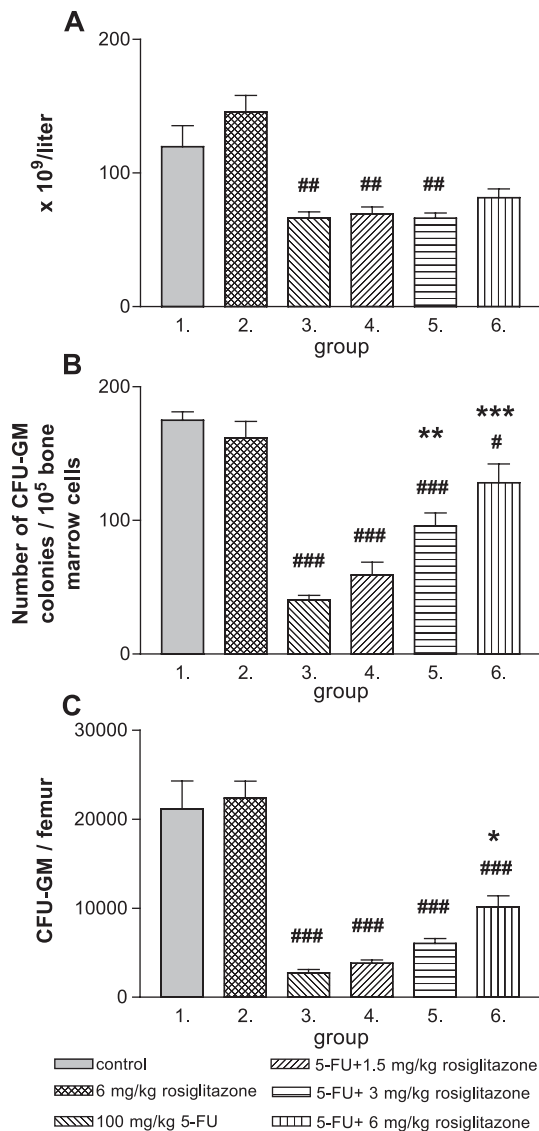 A
x 10⁹/liter
200
100
0
## ## ##
1. 2. 3. 4. 5. 6.
group
B
Number of CFU-GM
colonies / 10⁵ bone
marrow cells
200
100
0
### ### ** ### *** #
1. 2. 3. 4. 5. 6.
group
C
CFU-GM / femur
30000
20000
10000
0
### ### ### * ###
1. 2. 3. 4. 5. 6.
group
control
6 mg/kg rosiglitazone
100 mg/kg 5-FU
5-FU+1.5 mg/kg rosiglitazone
5-FU+ 3 mg/kg rosiglitazone
5-FU+ 6 mg/kg rosiglitazone